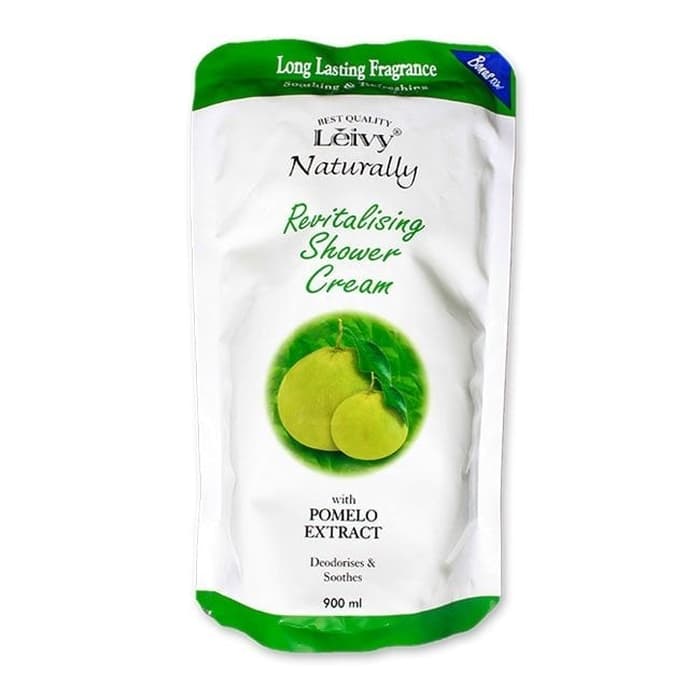 Long Lasting Fragrance
Soothing & Refreshing
Bonus
BEST QUALITY
Leivy®
Naturally
Revitalising
Shower
Cream
with
POMELO
EXTRACT
Deodorises &
Soothes
900 ml